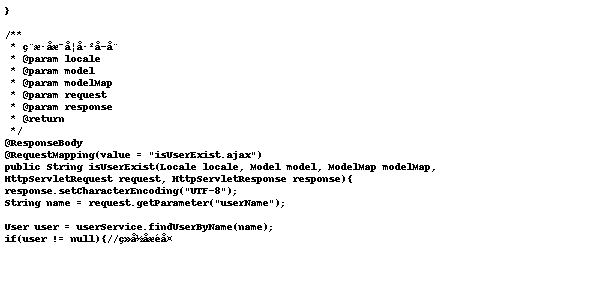 }
/**
 * ç¨æ·åæ¯å¦å·²å­å¨
 * @param locale
 * @param model
 * @param modelMap
 * @param request
 * @param response
 * @return
 */
@ResponseBody
@RequestMapping(value = "isUserExist.ajax")
public String isUserExist(Locale locale, Model model, ModelMap modelMap,
HttpServletRequest request, HttpServletResponse response){
response.setCharacterEncoding("UTF-8");
String name = request.getParameter("userName");
User user = userService.findUserByName(name);
if(user != null){//